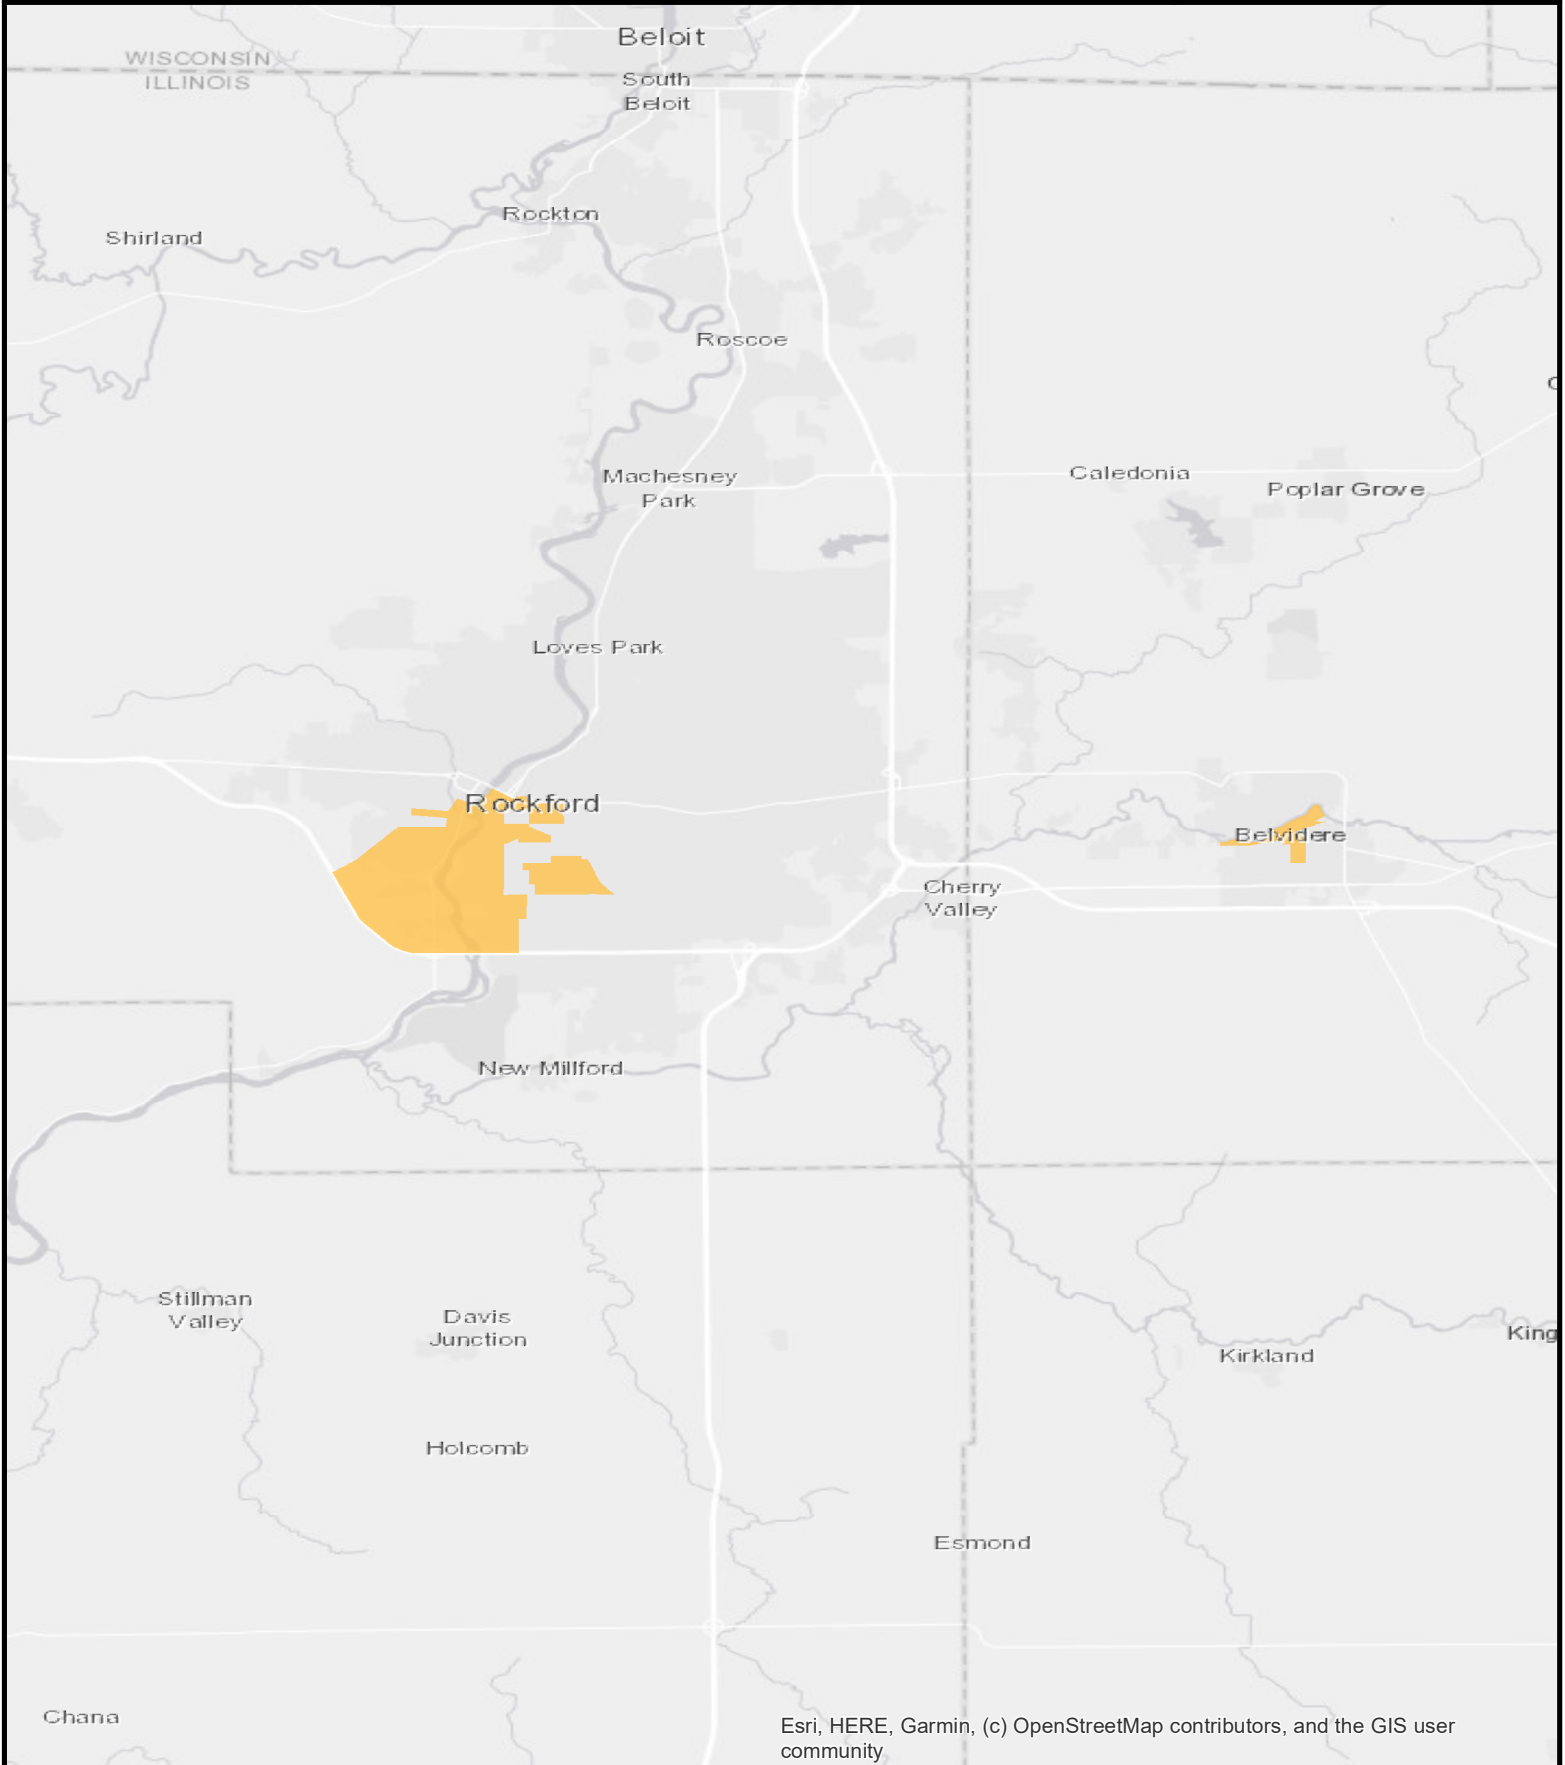 Beloit
WISCONSIN
ILLINOIS
South
Beloit
Rockton
Shirland
Roscoe
Machesney
Park
Caledonia
Poplar Grove
Loves Park
Rockford
Belvidere
Cherry
Valley
New Millford
Stillman
Valley
Davis
Junction
King
Kirkland
Holcomb
Esmond
Chana
Esri, HERE, Garmin, (c) OpenStreetMap contributors, and the GIS user
community